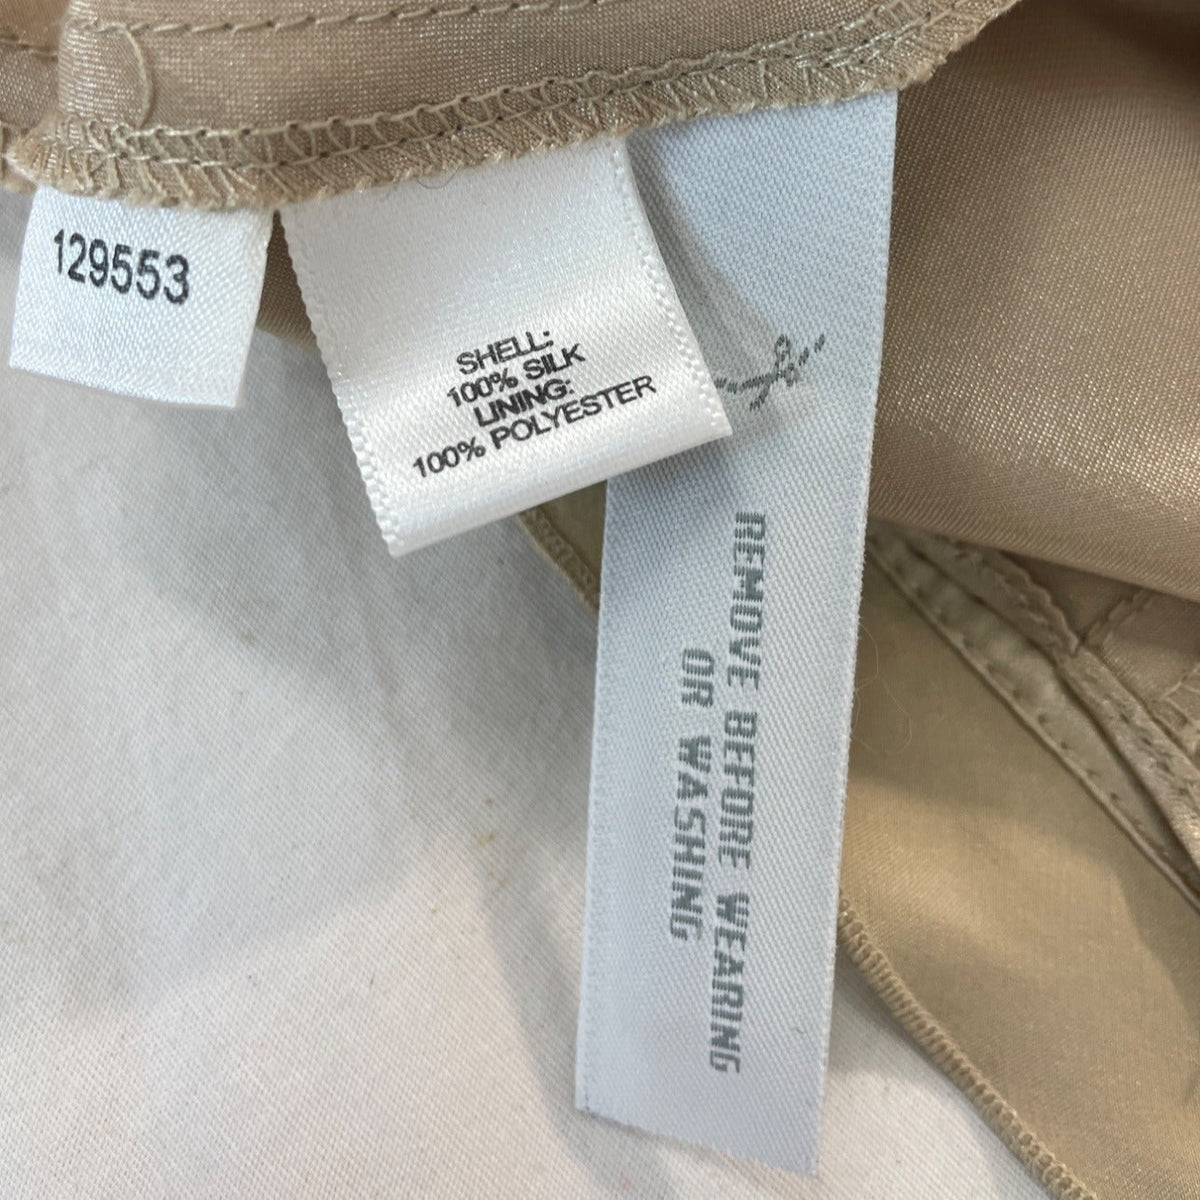 129553
SHELL:
100% SILK
LINING:
100% POLYESTER
REMOVE BEFORE WEARING
OR WASHING